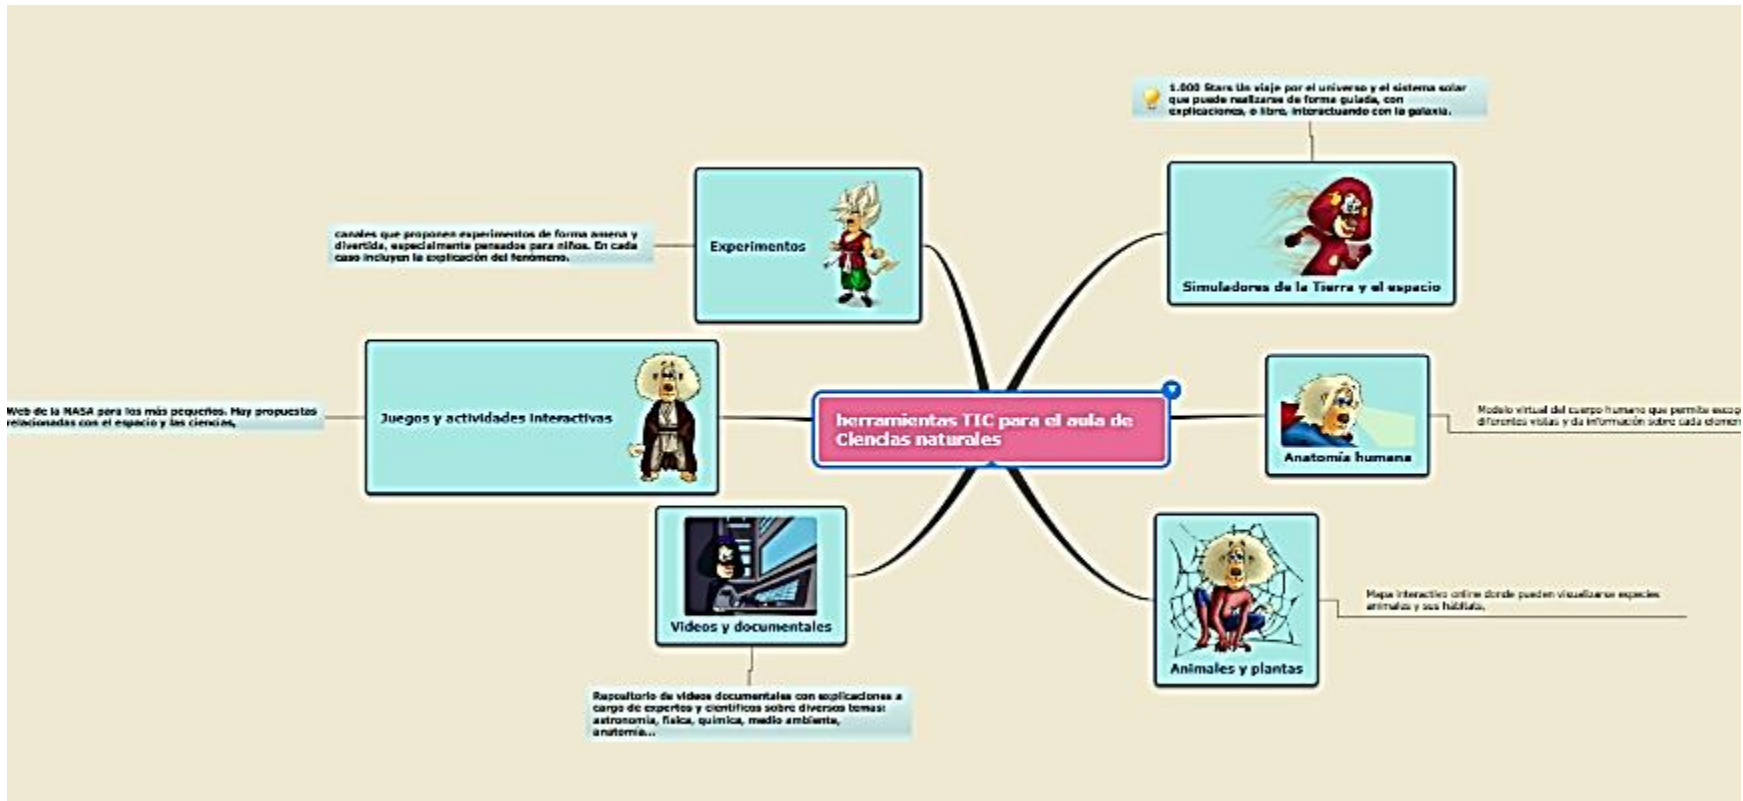 herramientas TIC para el aula de
Ciencias naturales
1.000 Stars Un viaje por el universo y el sistema solar
que puede realizarse de forma guiada, con
explicaciones, o libre, interactuando con la galaxia.
Simuladores de la Tierra y el espacio
Anatomía humana
Modelo virtual del cuerpo humano que permite
diferentes vistas y da información sobre cada
Animales y plantas
Mapa interactivo online donde pueden visualizarse especies
animales y sus hábitats.
Experimentos
canales que proponen experimentos de forma amena y
divertida, especialmente pensados para niños. En cada
caso incluyen la explicación del fenómeno.
Juegos y actividades interactivas
Web de la NASA para los más pequeños. Hay propuestas
relacionadas con el espacio y las ciencias,
Videos y documentales
Repositorio de videos documentales con explicaciones a
cargo de expertos y científicos sobre diversos temas:
astronomía, física, química, medio ambiente,
anatomía...